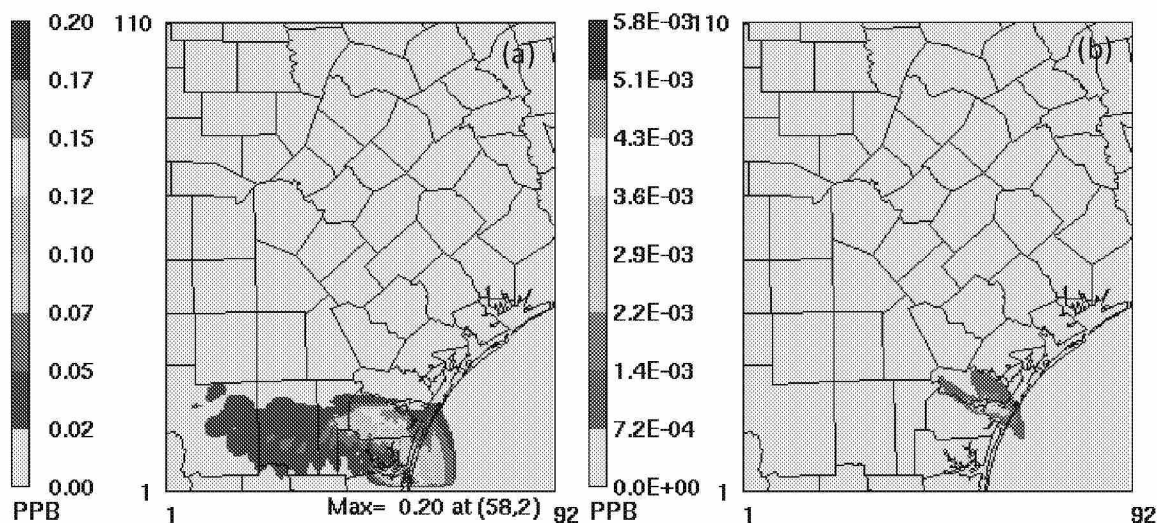 0.20
0.17
0.15
0.12
0.10
0.07
0.05
0.02
0.00
PPB
110
1
1
92
(a)
Max= 0.20 at (58,2)
5.8E-03
5.1E-03
4.3E-03
3.6E-03
2.9E-03
2.2E-03
1.4E-03
7.2E-04
0.0E+00
PPB
110
1
1
92
(b)